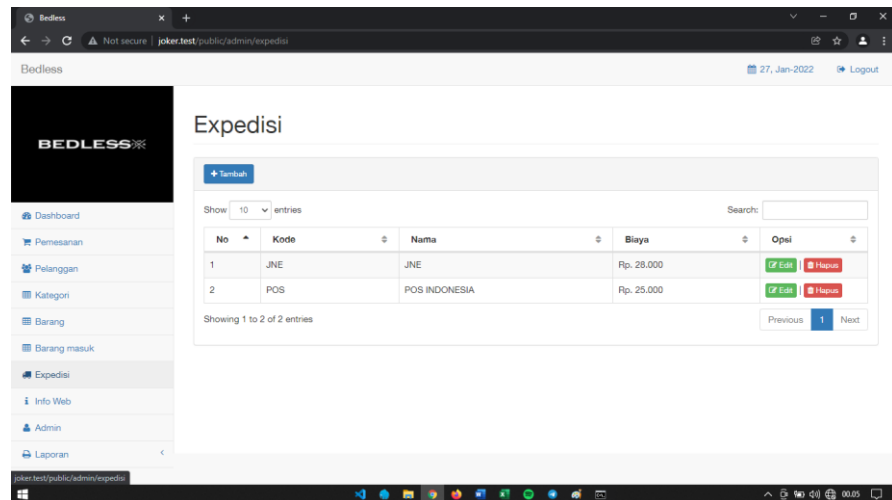 Bedless
Not secure | joker.test/public/admin/expedisi
Bedless
27, Jan-2022
Logout
BEDLESS
Expedisi
+ Tambah
Show 10 entries
Search:
No Kode Nama Biaya Opsi
1 JNE JNE Rp. 28.000 Edit | Hapus
2 POS POS INDONESIA Rp. 25.000 Edit | Hapus
Showing 1 to 2 of 2 entries
Previous 1 Next
Dashboard
Pemesanan
Pelanggan
Kategori
Barang
Barang masuk
Expedisi
Info Web
Admin
Laporan
joker.test/public/admin/expedisi
00.05